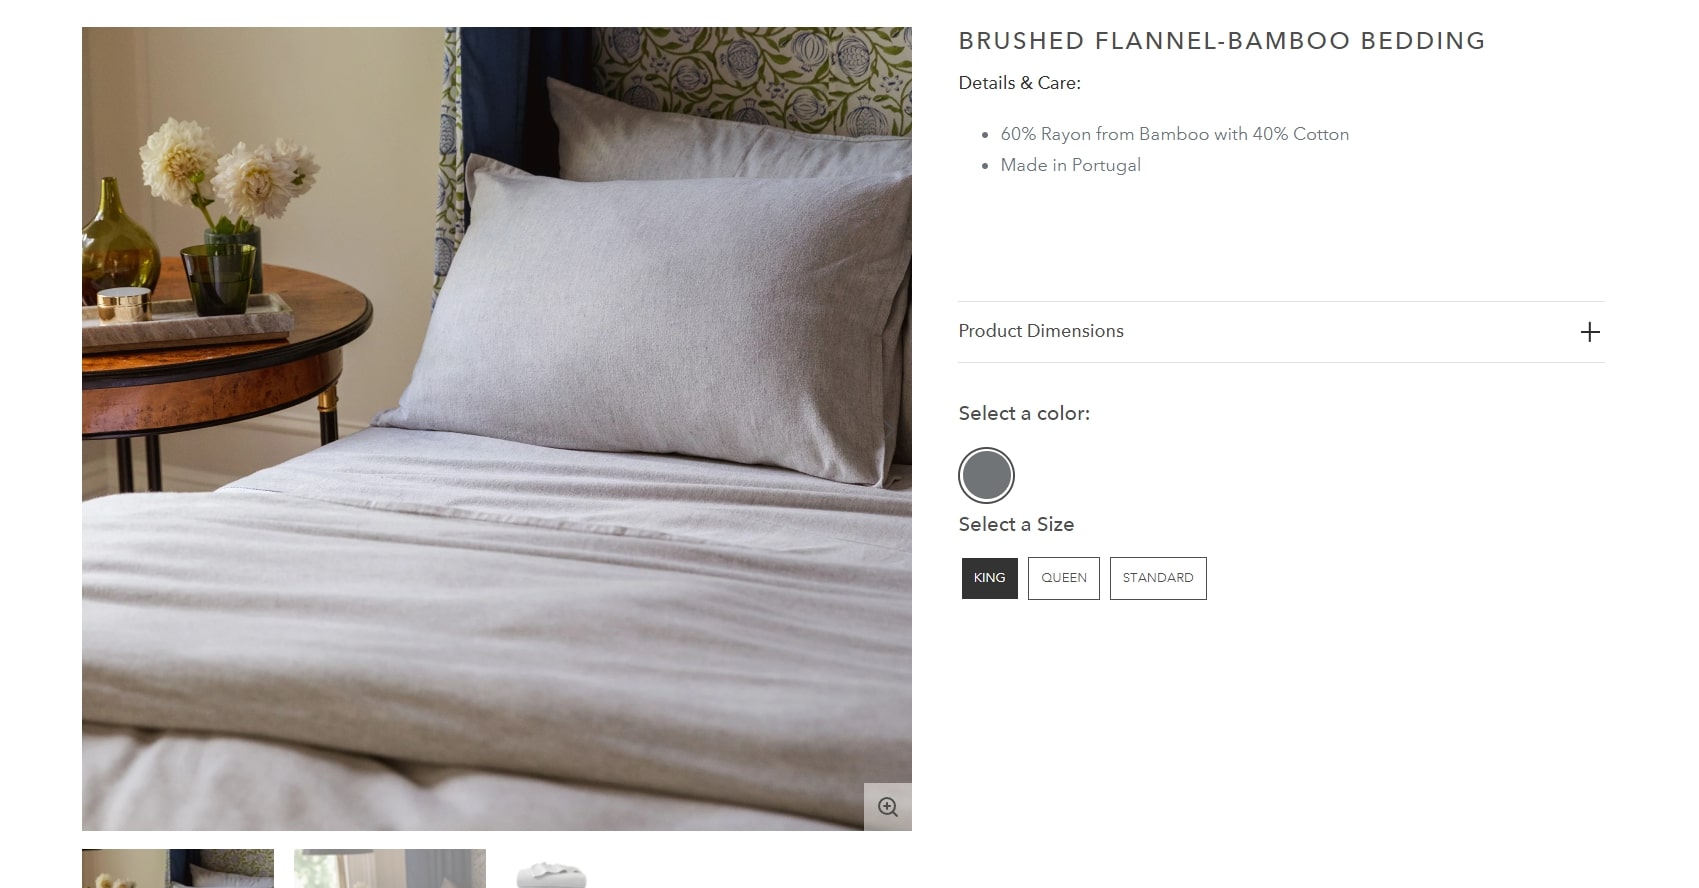 BRUSHED FLANNEL-BAMBOO BEDDING
Details & Care:
60% Rayon from Bamboo with 40% Cotton
Made in Portugal
Product Dimensions
Select a color:
Select a Size
KING
QUEEN
STANDARD